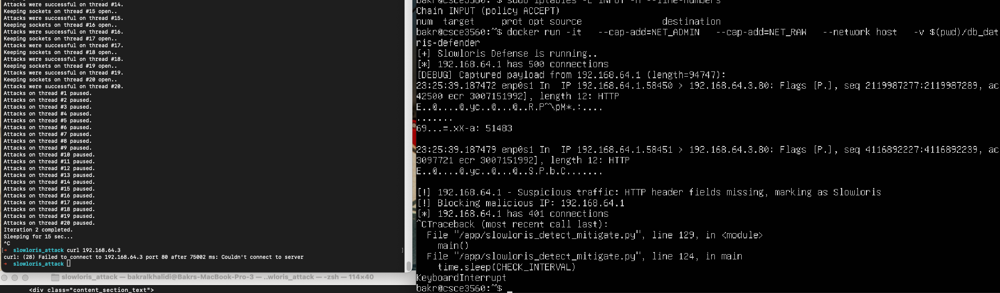 Attacks were successful on thread #14.
Keeping sockets on thread #15 open..
Attacks were successful on thread #15.
Keeping sockets on thread #16 open..
Attacks were successful on thread #16.
Keeping sockets on thread #17 open..
Attacks were successful on thread #17.
Keeping sockets on thread #18 open..
Attacks were successful on thread #18.
Keeping sockets on thread #19 open..
Attacks were successful on thread #19.
Keeping sockets on thread #20 open..
Attacks were successful on thread #20.
Attacks on thread #1 paused.
Attacks on thread #2 paused.
Attacks on thread #3 paused.
Attacks on thread #4 paused.
Attacks on thread #5 paused.
Attacks on thread #6 paused.
Attacks on thread #7 paused.
Attacks on thread #8 paused.
Attacks on thread #9 paused.
Attacks on thread #10 paused.
Attacks on thread #11 paused.
Attacks on thread #12 paused.
Attacks on thread #13 paused.
Attacks on thread #14 paused.
Attacks on thread #15 paused.
Attacks on thread #16 paused.
Attacks on thread #17 paused.
Attacks on thread #18 paused.
Attacks on thread #19 paused.
Attacks on thread #20 paused.
Iteration 2 completed.
Sleeping for 15 sec...
^C
[→ slowloris_attack curl 192.168.64.3 ]
curl: (28) Failed to connect to 192.168.64.3 port 80 after 75002 ms: Couldn't connect to server
→ slowloris_attack
slowloris_attack — bakralkhalidi@Bakrs-MacBook-Pro-3 — ..wloris_attack — -zsh — 114×40
<div class="content_section_text">
bakr@csce3560:~$ sudo iptables -L INPUT -n --line-numbers
Chain INPUT (policy ACCEPT)
num target prot opt source destination
bakr@csce3560:~$ docker run -it --cap-add=NET_ADMIN --cap-add=NET_RAW --network host -v $(pwd)/db_dat
ris-defender
[+] Slowloris Defense is running..
[*] 192.168.64.1 has 500 connections
[DEBUG] Captured payload from 192.168.64.1 (length=94747):
23:25:39.187472 enp0s1 In IP 192.168.64.1.58450 > 192.168.64.3.80: Flags [P.], seq 2119987277:2119987289, ac
42500 ecr 3007151992], length 12: HTTP
E..@....@.yc..@...@..R.P~\pM*.:....
.......
69...=.xX-a: 51483
23:25:39.187479 enp0s1 In IP 192.168.64.1.58451 > 192.168.64.3.80: Flags [P.], seq 4116892227:4116892239, ac
3097721 ecr 3007151992], length 12: HTTP
E..@....@.yc..@...@..S.P.b.C.......
[!] 192.168.64.1 - Suspicious traffic: HTTP header fields missing, marking as Slowloris
[!] Blocking malicious IP: 192.168.64.1
[*] 192.168.64.1 has 401 connections
^CTraceback (most recent call last):
File "/app/slowloris_detect_mitigate.py", line 129, in <module>
main()
File "/app/slowloris_detect_mitigate.py", line 124, in main
time.sleep(CHECK_INTERVAL)
KeyboardInterrupt
bakr@csce3560:~$ _